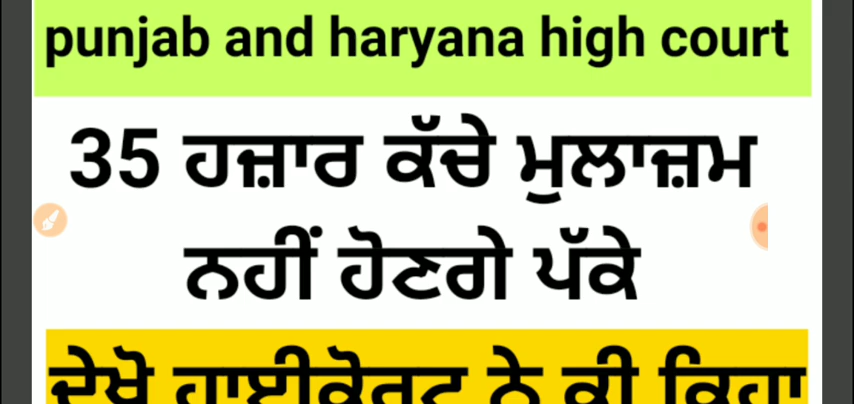 punjab and haryana high court
35 ਹਜ਼ਾਰ ਕੱਚੇ ਮੁਲਾਜ਼ਮ
ਨਹੀਂ ਹੋਣਗੇ ਪੱਕੇ
ਦੇਖੋ ਹਾਈਕੋਰਟ ਨੇ ਕੀ ਕਿਹਾ